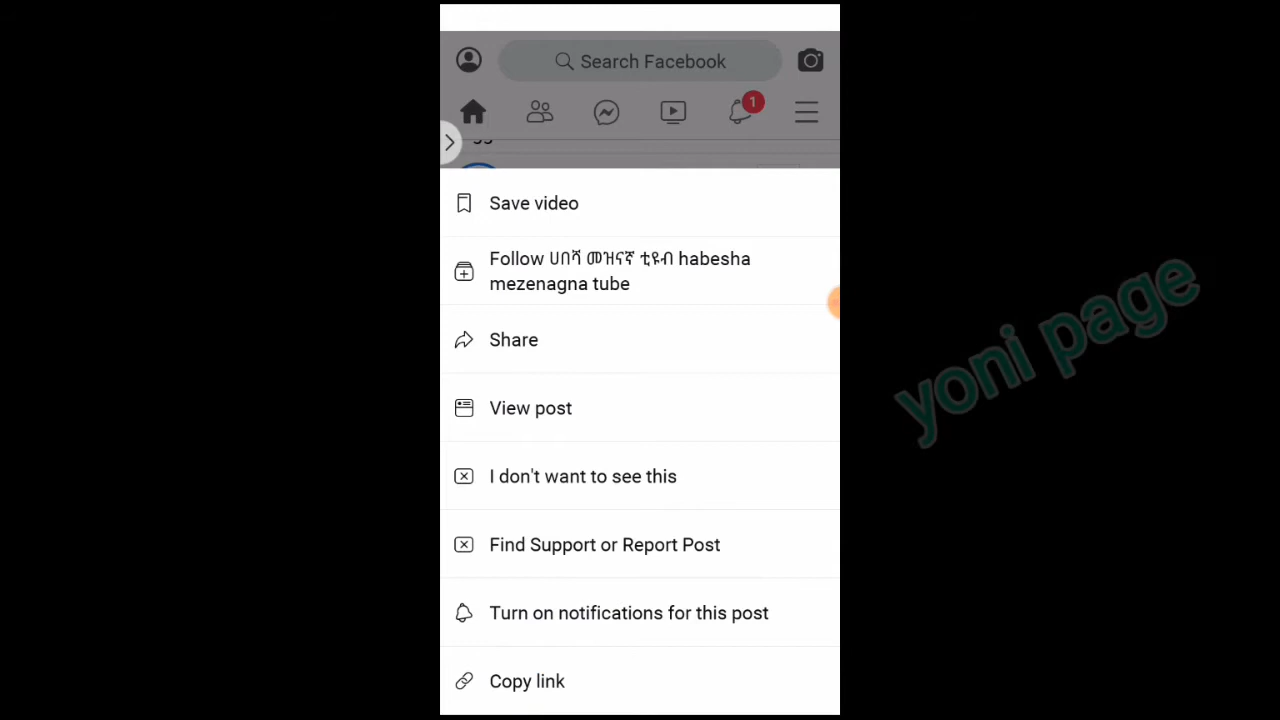 Search Facebook
1
Save video
Follow ሀበሻ መዝናኛ ቲዩብ habesha
mezenagna tube
Share
View post
I don't want to see this
Find Support or Report Post
Turn on notifications for this post
Copy link
yoni page